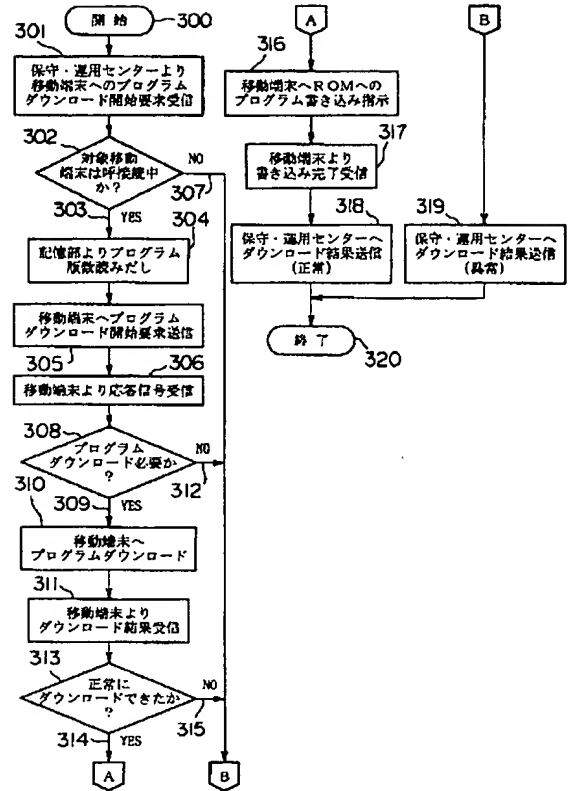 開始
300
301
保守・運用センターより
移動端末へのプログラム
ダウンロード開始要求受信
302
対象移動
端末は呼接続中
か?
NO
307
303
YES
304
記憶部よりプログラム
版数読みだし
移動端末へプログラム
ダウンロード開始要求送信
305
306
移動端末より応答信号受信
308
プログラム
ダウンロード必要か
?
NO
312
309
YES
310
移動端末へ
プログラムダウンロード
311
移動端末より
ダウンロード結果受信
313
正常に
ダウンロードできたか
?
NO
315
314
YES
A
B
A
316
移動端末へROMへの
プログラム書き込み指示
317
移動端末より
書き込み完了受信
318
保守・運用センターへ
ダウンロード結果送信
(正常)
B
319
保守・運用センターへ
ダウンロード結果送信
(異常)
終了
320